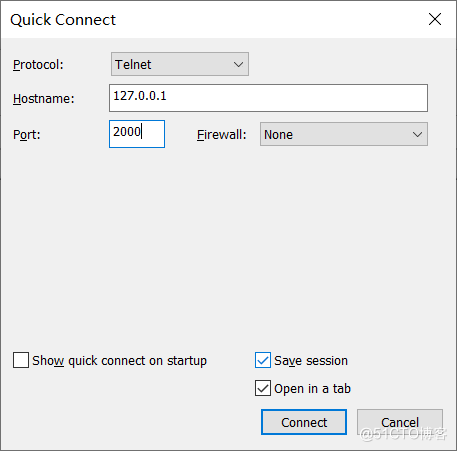 Quick Connect
Protocol: Telnet
Hostname: 127.0.0.1
Port: 2000 Firewall: None
Show quick connect on startup Save session
Open in a tab
Connect Cancel
@51CTO博客